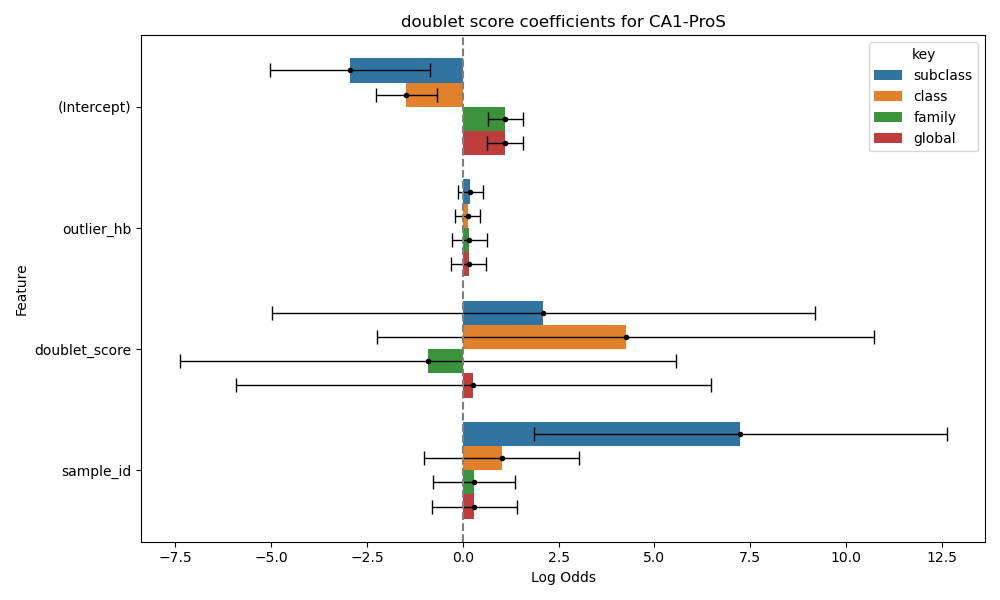 doublet score coefficients for CA1-ProS
key
subclass
class
family
global
(Intercept)
outlier_hb
doublet_score
sample_id
Feature
−7.5 −5.0 −2.5 0.0 2.5 5.0 7.5 10.0 12.5
Log Odds